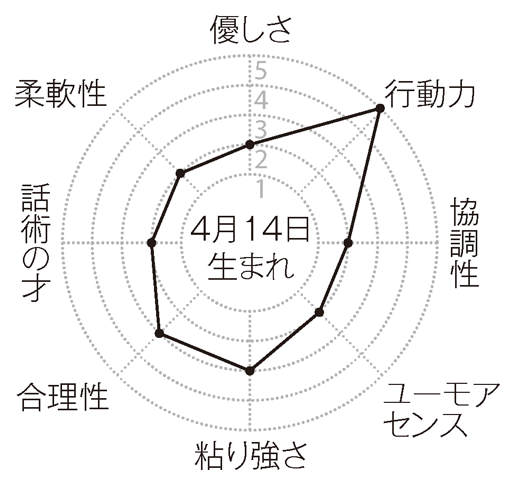 優しさ
行動力
協調性
ユーモア
センス
粘り強さ
合理性
話術の才
柔軟性
5
4
3
2
1
4月14日
生まれ